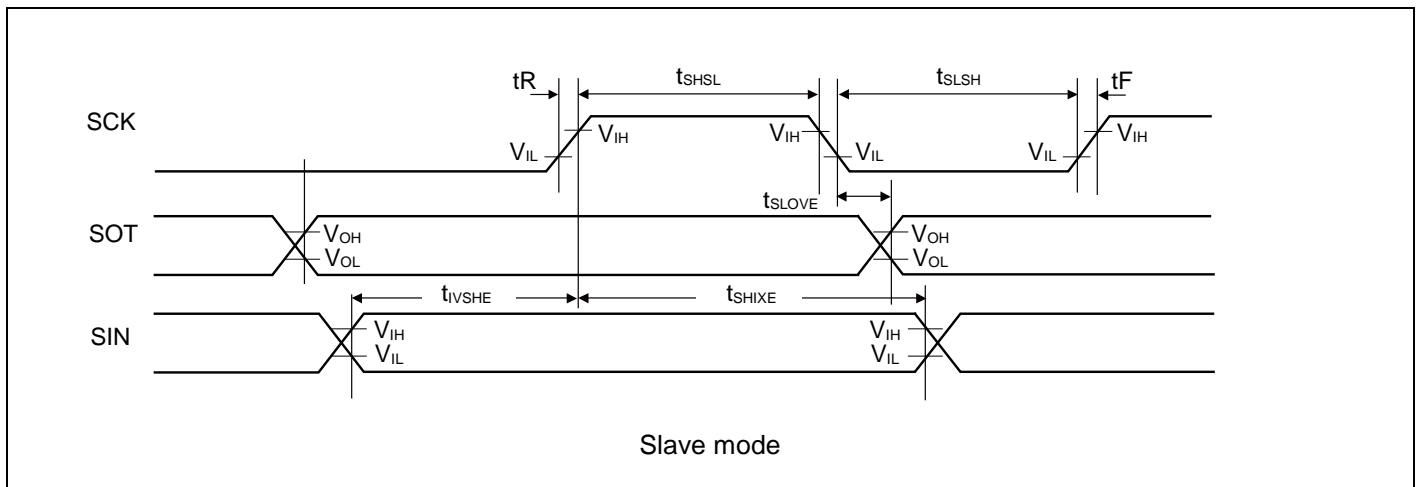 tR tSHSL tSLSH tF
SCK
VIH VIH VIH
VIL VIL VIL
tSLOVE
SOT
VOH VOH
VOL VOL
tIVSHE tSHIXE
SIN
VIH VIH
VIL VIL
Slave mode